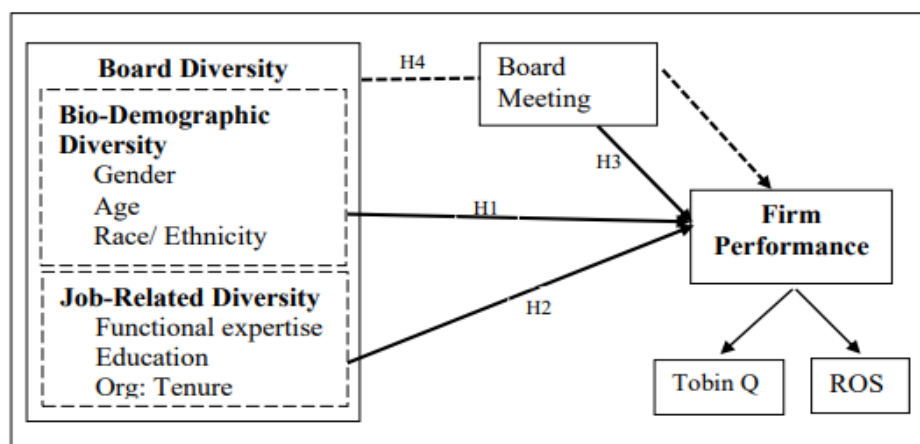 Board Diversity
Bio-Demographic
Diversity
Gender
Age
Race/ Ethnicity
Job-Related Diversity
Functional expertise
Education
Org: Tenure
H4
Board
Meeting
H3
H1
H2
Firm
Performance
Tobin Q
ROS